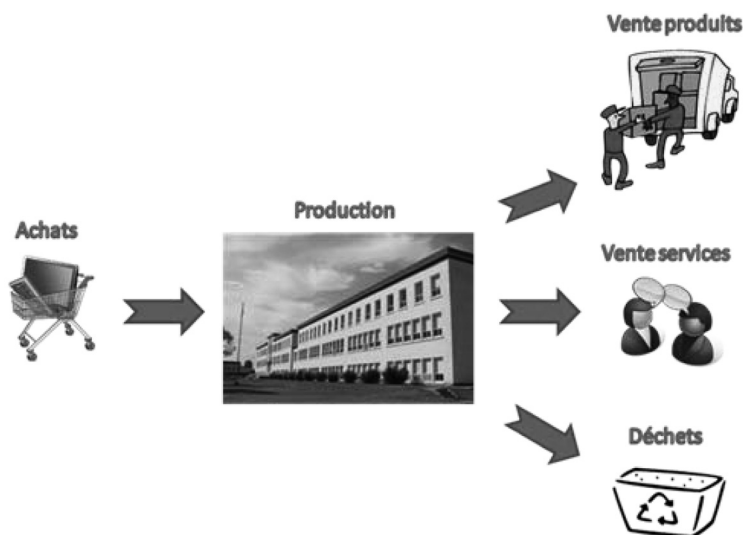 Vente produits
Production
Achats
Vente services
Déchets